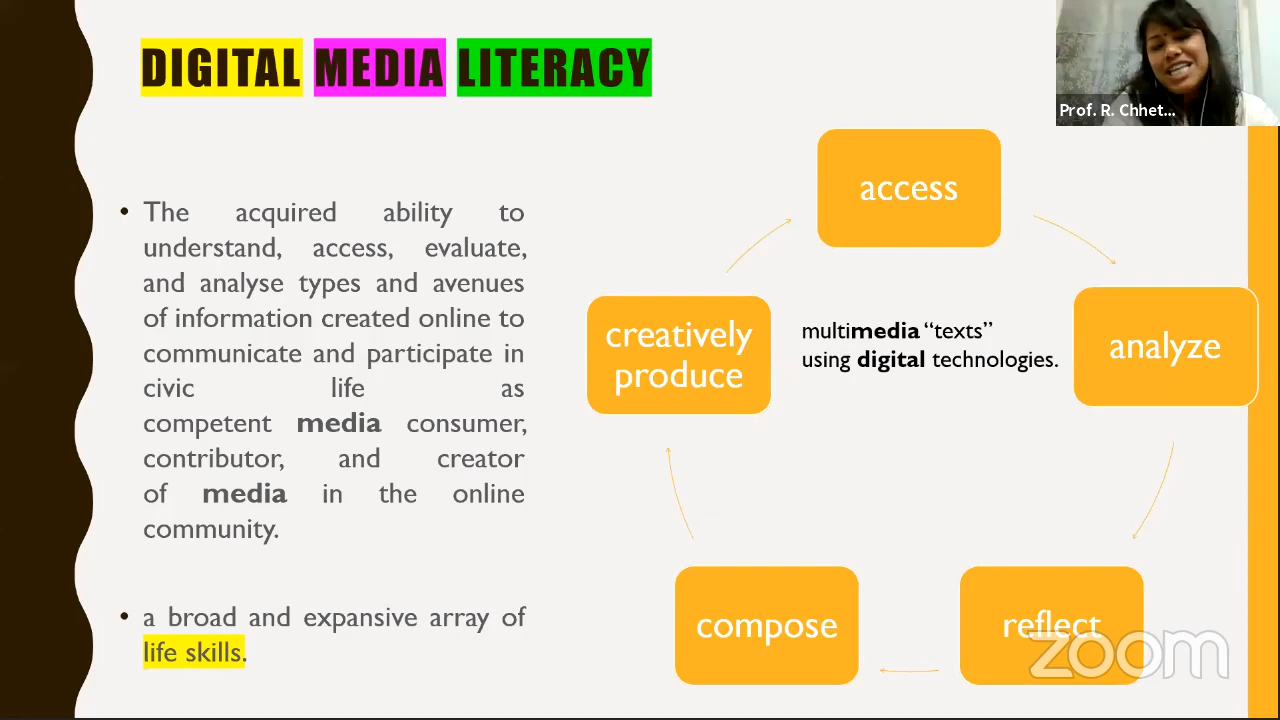 DIGITAL MEDIA LITERACY
Prof. R. Chhet...
• The acquired ability to
understand, access, evaluate,
and analyse types and avenues
of information created online to
communicate and participate in
civic life as
competent media consumer,
contributor, and creator
of media in the online
community.
• a broad and expansive array of
life skills.
access
analyze
reflect
compose
creatively
produce
multimedia “texts”
using digital technologies.
zoom